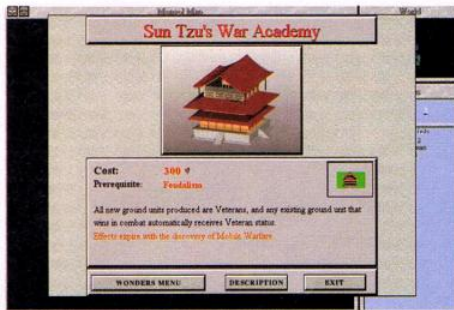 World
Sun Tzu's War Academy
Cost: 300
Prerequisite: Feudalism
All new ground units produced are Veterans, and any existing ground unit that
wins in combat automatically receives Veteran status.
Effects expire with the discovery of Mobile Warfare.
WONDERS MENU
DESCRIPTION
EXIT